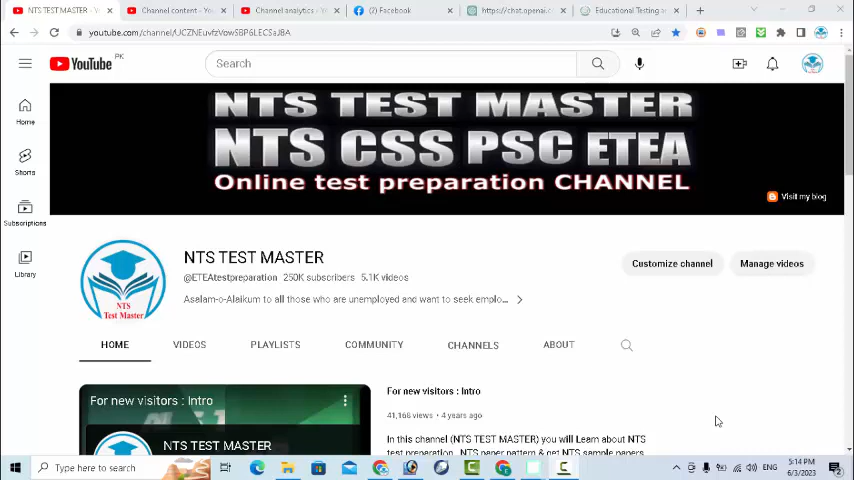 NTS TEST MASTER - Y
Channel content - You
Channel analytics - Yo
(2) Facebook
https://chat.openai.c
Educational Testing an
youtube.com/channel/UCZNEuvfzVowSBP6LECSaJ8A
YouTube PK
Search
Home
Shorts
Subscriptions
Library
NTS TEST MASTER
NTS CSS PSC ETEA
Online test preparation CHANNEL
Visit my blog
NTS
Test Master
NTS TEST MASTER
@ETEAtestpreparation 250K subscribers 5.1K videos
Asalam-o-Alaikum to all those who are unemployed and want to seek emplo...
Customize channel
Manage videos
HOME VIDEOS PLAYLISTS COMMUNITY CHANNELS ABOUT
For new visitors : Intro
NTS TEST MASTER
For new visitors : Intro
41,168 views • 4 years ago
In this channel (NTS TEST MASTER) you will Learn about NTS
test preparation , NTS paper pattern & get NTS sample papers
Type here to search
ENG
5:14 PM
6/3/2023
2